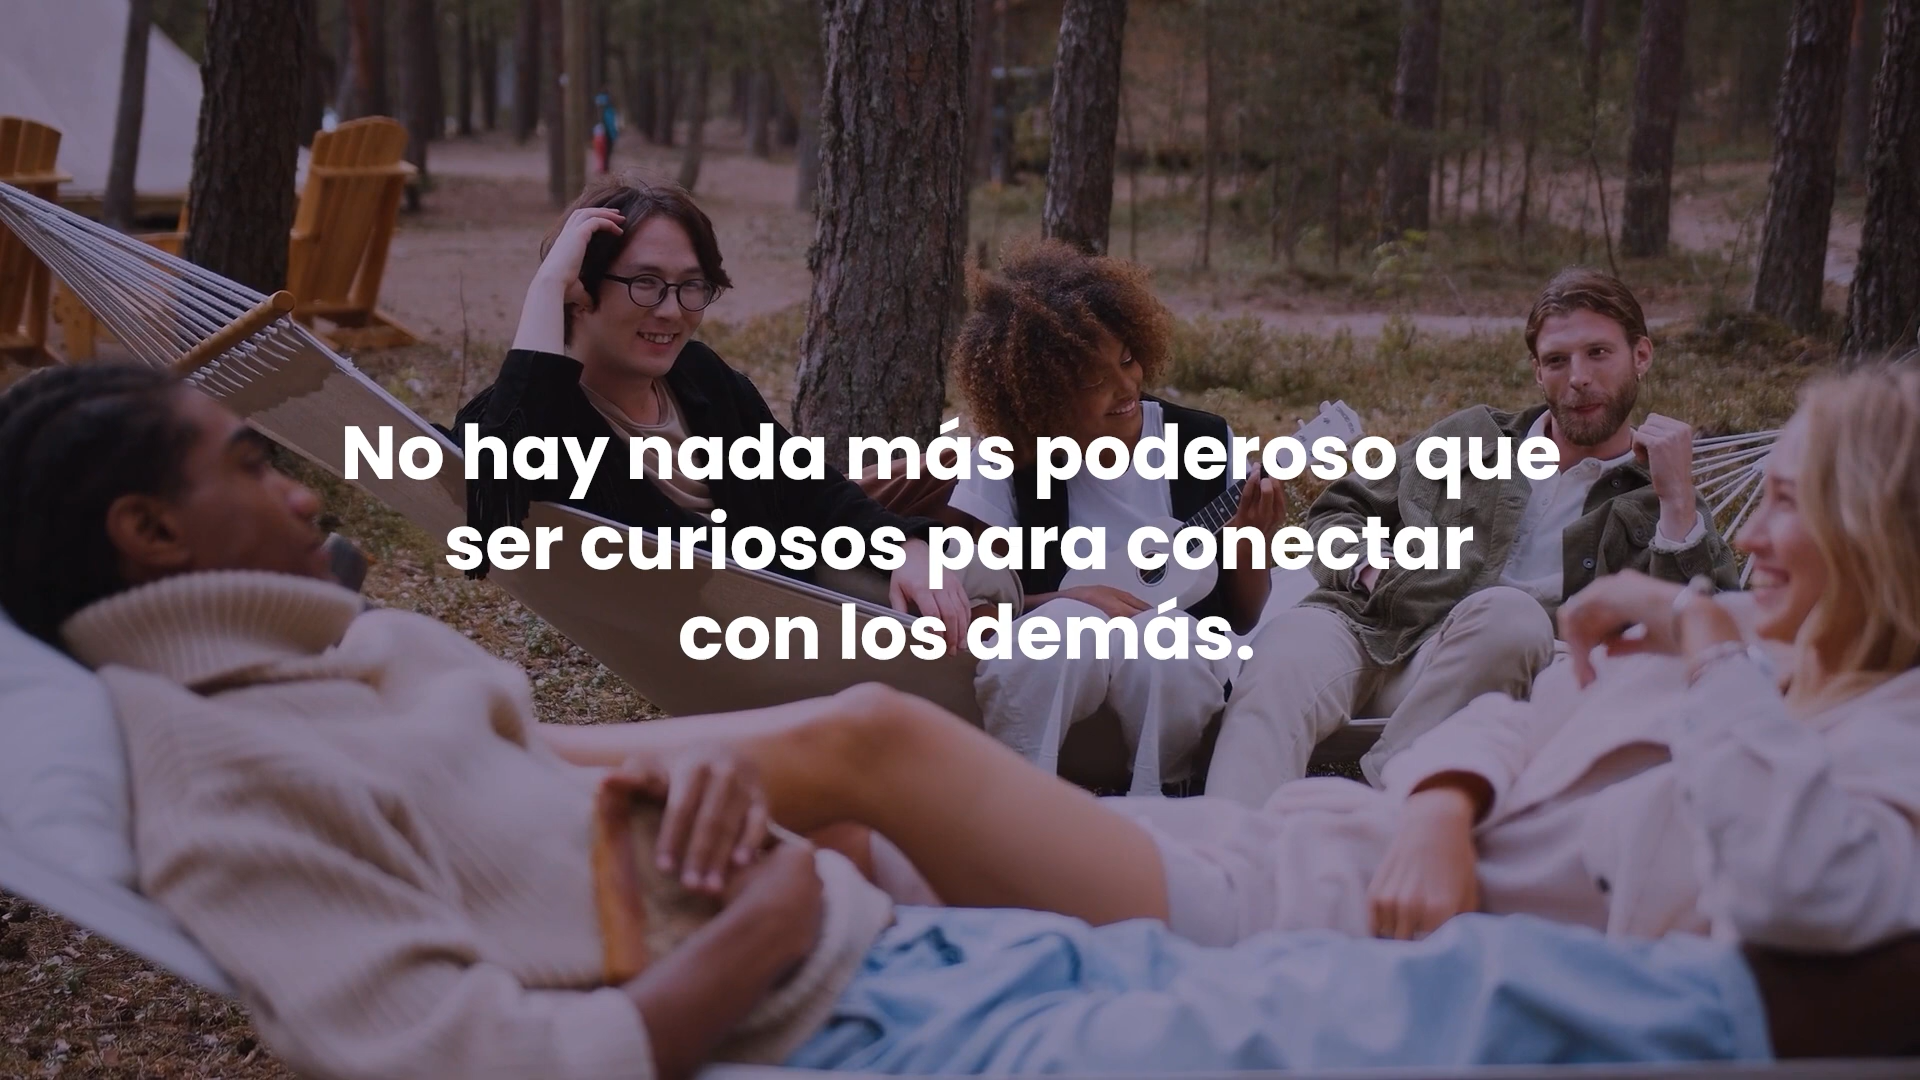 No hay nada más poderoso que
ser curiosos para conectar
con los demás.